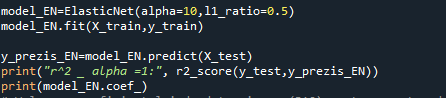 model_EN=ElasticNet(alpha=10,l1_ratio=0.5)
model_EN.fit(X_train,y_train)
y_prezis_EN=model_EN.predict(X_test)
print("r^2 _ alpha =1:", r2_score(y_test,y_prezis_EN))
print(model_EN.coef_)